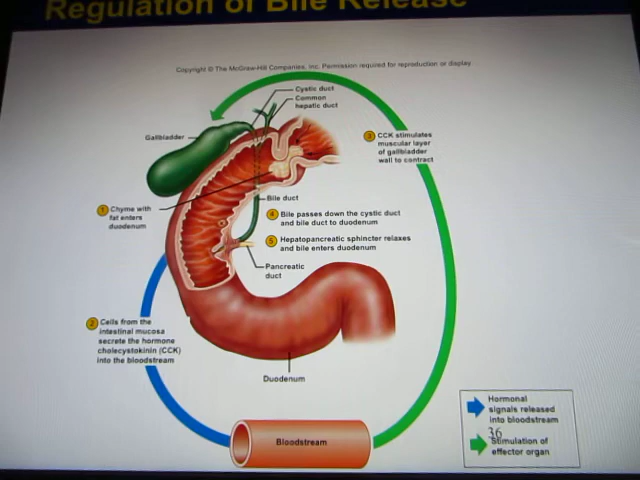 Regulation of Bile Release
Copyright © The McGraw-Hill Companies, Inc. Permission required for reproduction or display
Cystic duct
Common
hepatic duct
Gallbladder
3 CCK stimulates
muscular layer
of gallbladder
wall to contract
1 Chyme with
fat enters
duodenum
Bile duct
4 Bile passes down the cystic duct
and bile duct to duodenum
5 Hepatopancreatic sphincter relaxes
and bile enters duodenum
Pancreatic
duct
2 Cells from the
intestinal mucosa
secrete the hormone
cholecystokinin (CCK)
into the bloodstream
Duodenum
Bloodstream
Hormonal
signals released
into bloodstream
36
Stimulation of
effector organ